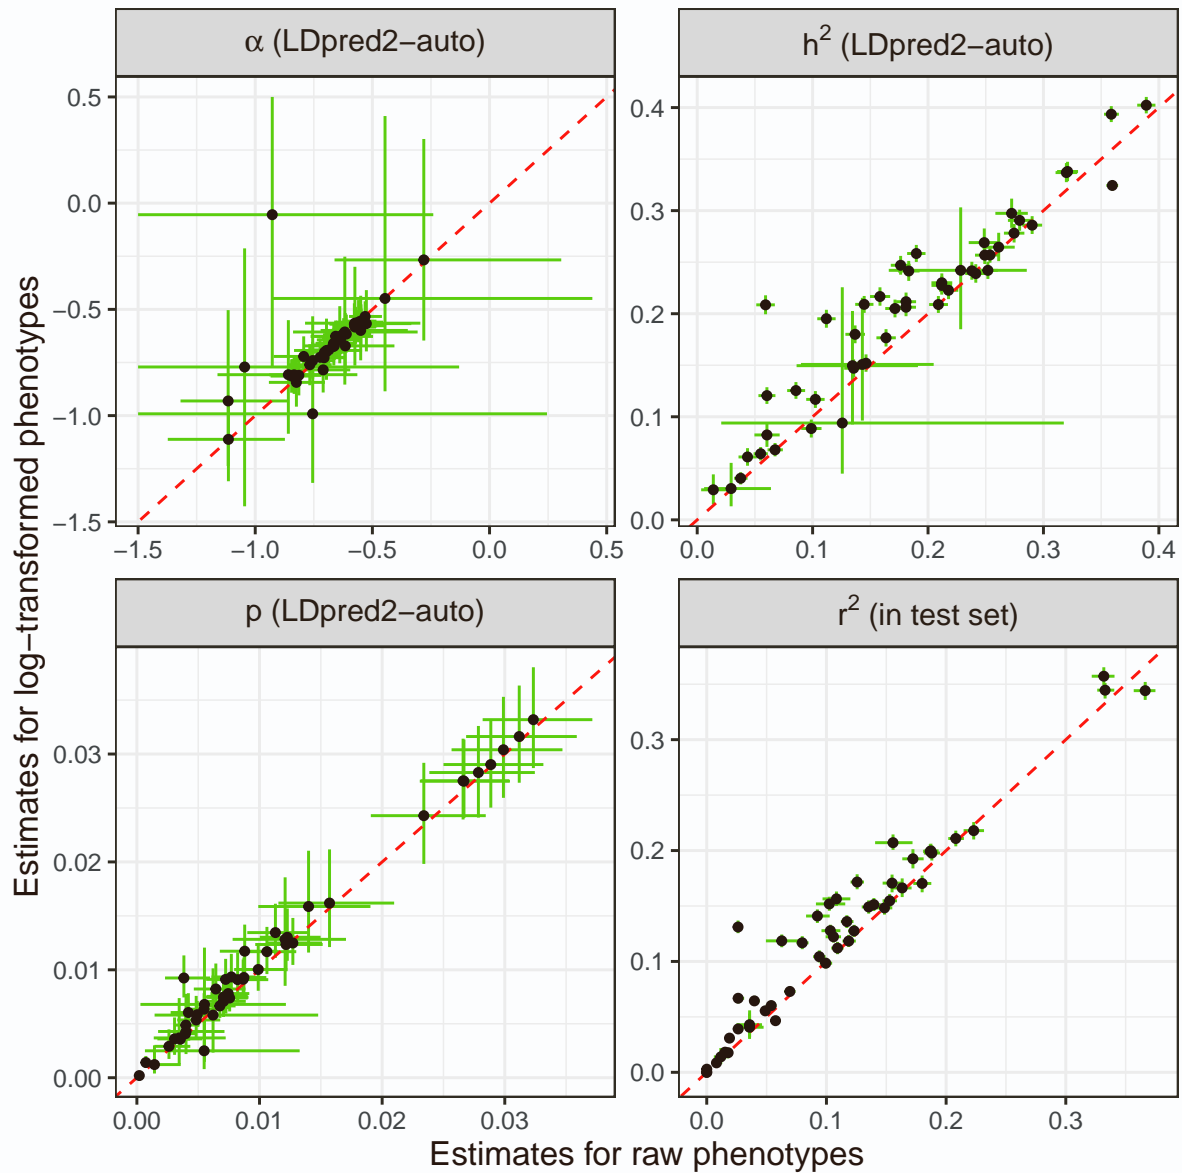 α (LDpred2−auto)
h² (LDpred2−auto)
0.5
0.0
−0.5
−1.0
−1.5
−1.5 −1.0 −0.5 0.0 0.5
0.4
0.3
0.2
0.1
0.0
0.0 0.1 0.2 0.3 0.4
p (LDpred2−auto)
r² (in test set)
0.03
0.02
0.01
0.00
0.00 0.01 0.02 0.03
0.3
0.2
0.1
0.0
0.0 0.1 0.2 0.3
Estimates for log−transformed phenotypes
Estimates for raw phenotypes